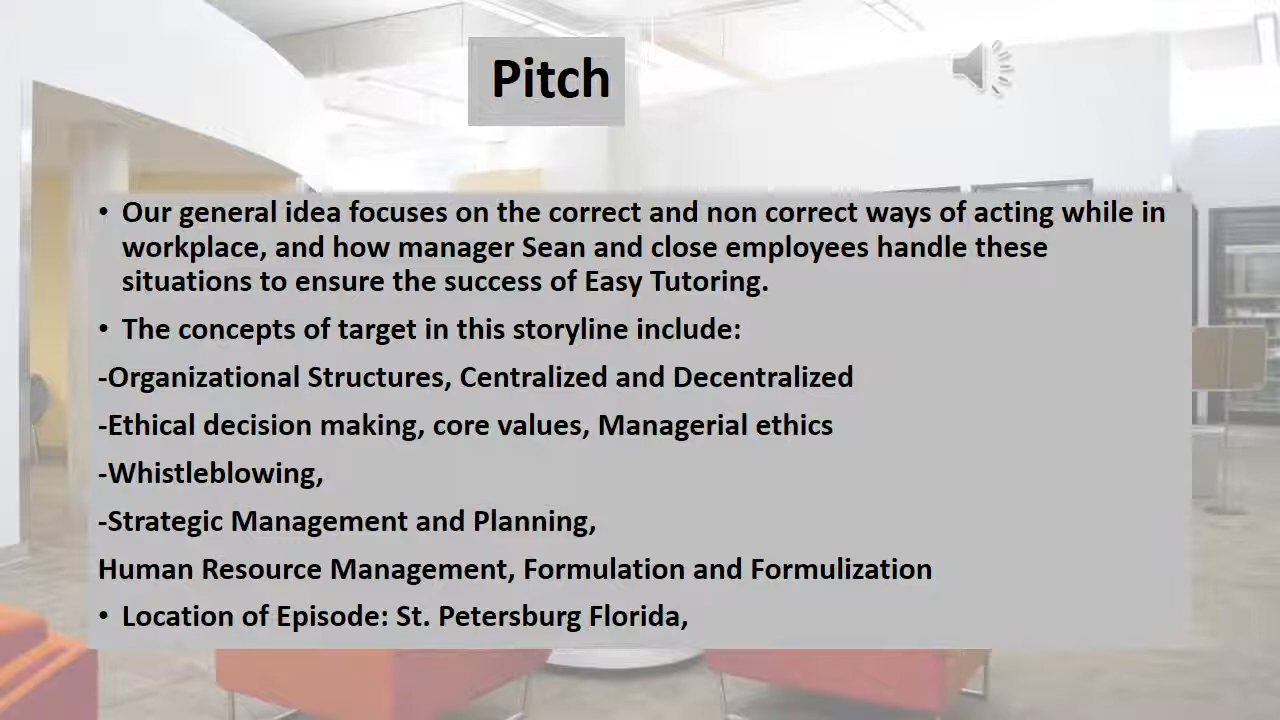 Pitch
• Our general idea focuses on the correct and non correct ways of acting while in
workplace, and how manager Sean and close employees handle these
situations to ensure the success of Easy Tutoring.
• The concepts of target in this storyline include:
-Organizational Structures, Centralized and Decentralized
-Ethical decision making, core values, Managerial ethics
-Whistleblowing,
-Strategic Management and Planning,
Human Resource Management, Formulation and Formulization
• Location of Episode: St. Petersburg Florida,